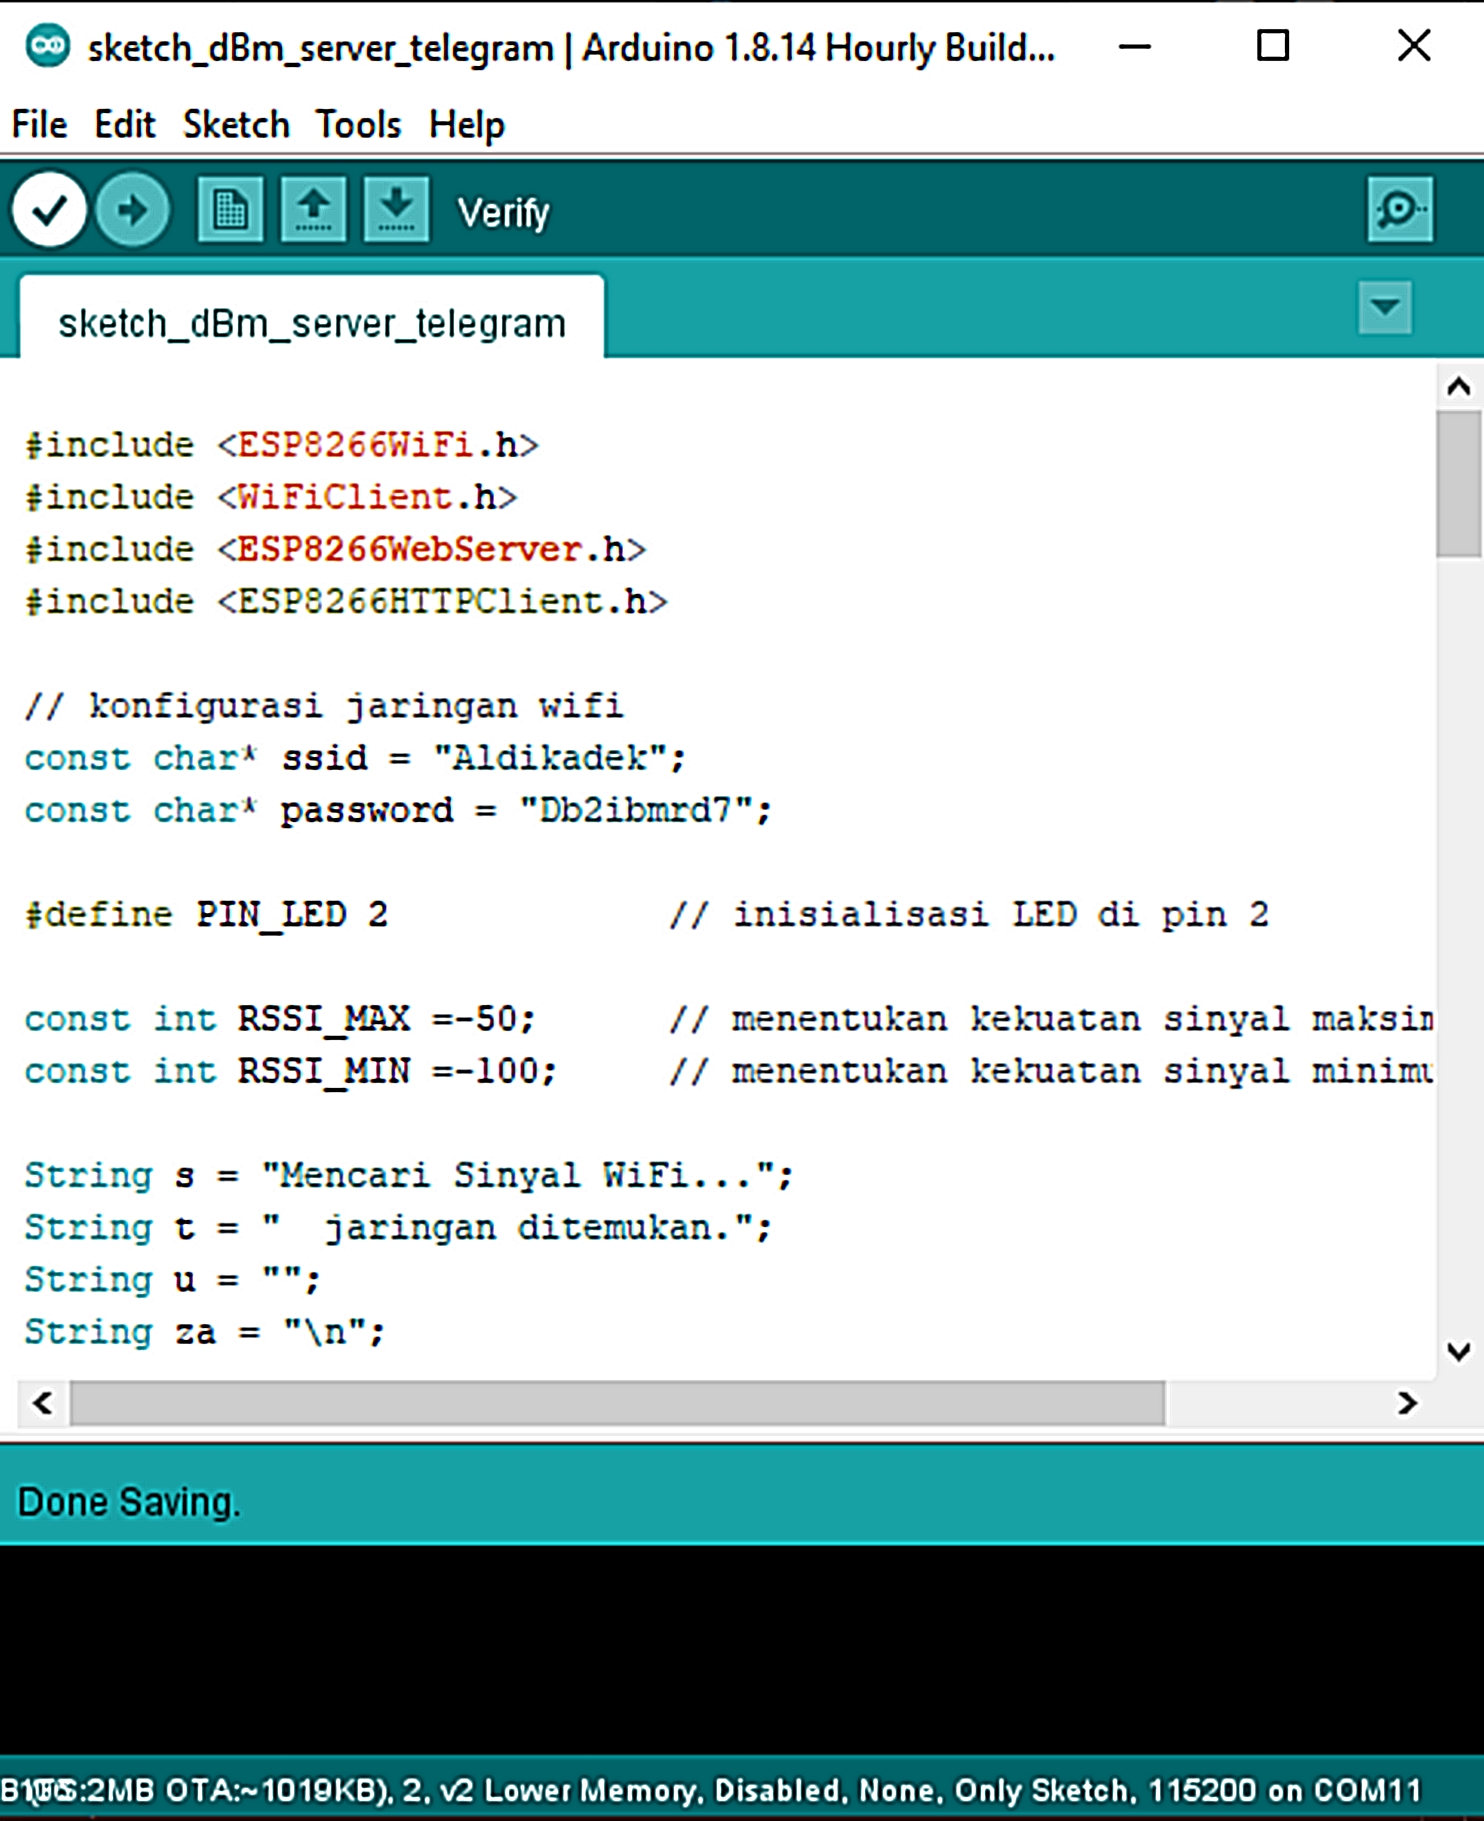 sketch_dBm_server_telegram | Arduino 1.8.14 Hourly Build...
File Edit Sketch Tools Help
Verify
sketch_dBm_server_telegram
#include <ESP8266WiFi.h>
#include <WiFiClient.h>
#include <ESP8266WebServer.h>
#include <ESP8266HTTPClient.h>
// konfigurasi jaringan wifi
const char* ssid = "Aldikadek";
const char* password = "Db2ibmrd7";
#define PIN_LED 2 // inisialisasi LED di pin 2
const int RSSI_MAX =-50; // menentukan kekuatan sinyal maksim
const int RSSI_MIN =-100; // menentukan kekuatan sinyal minimu
String s = "Mencari Sinyal WiFi...";
String t = "  jaringan ditemukan.";
String u = "";
String za = "\n";
Done Saving.
:2MB OTA:~1019KB), 2, v2 Lower Memory, Disabled, None, Only Sketch, 115200 on COM11